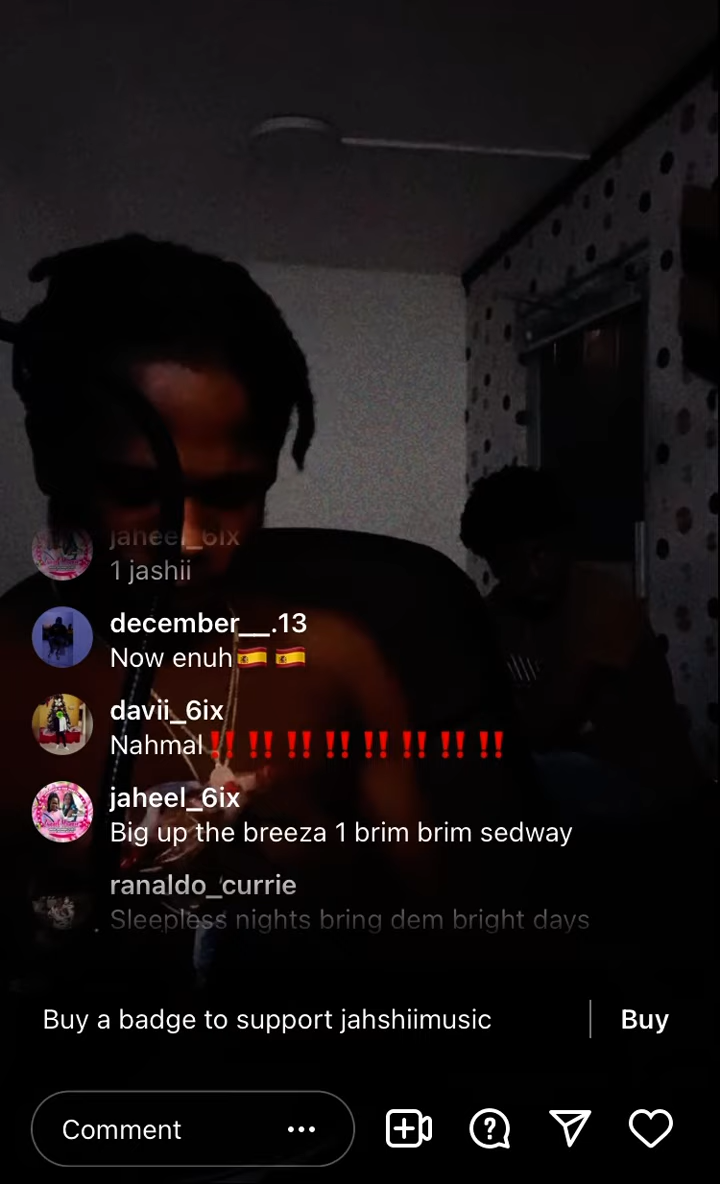 jaheel_6ix
1 jashii
december__.13
Now enuh🇪🇸 🇪🇸
davii_6ix
Nahmal‼️ ‼️ ‼️ ‼️ ‼️ ‼️ ‼️ ‼️
jaheel_6ix
Big up the breeza 1 brim brim sedway
ranaldo_currie
Sleepless nights bring dem bright days
Buy a badge to support jahshiimusic
Buy
Comment